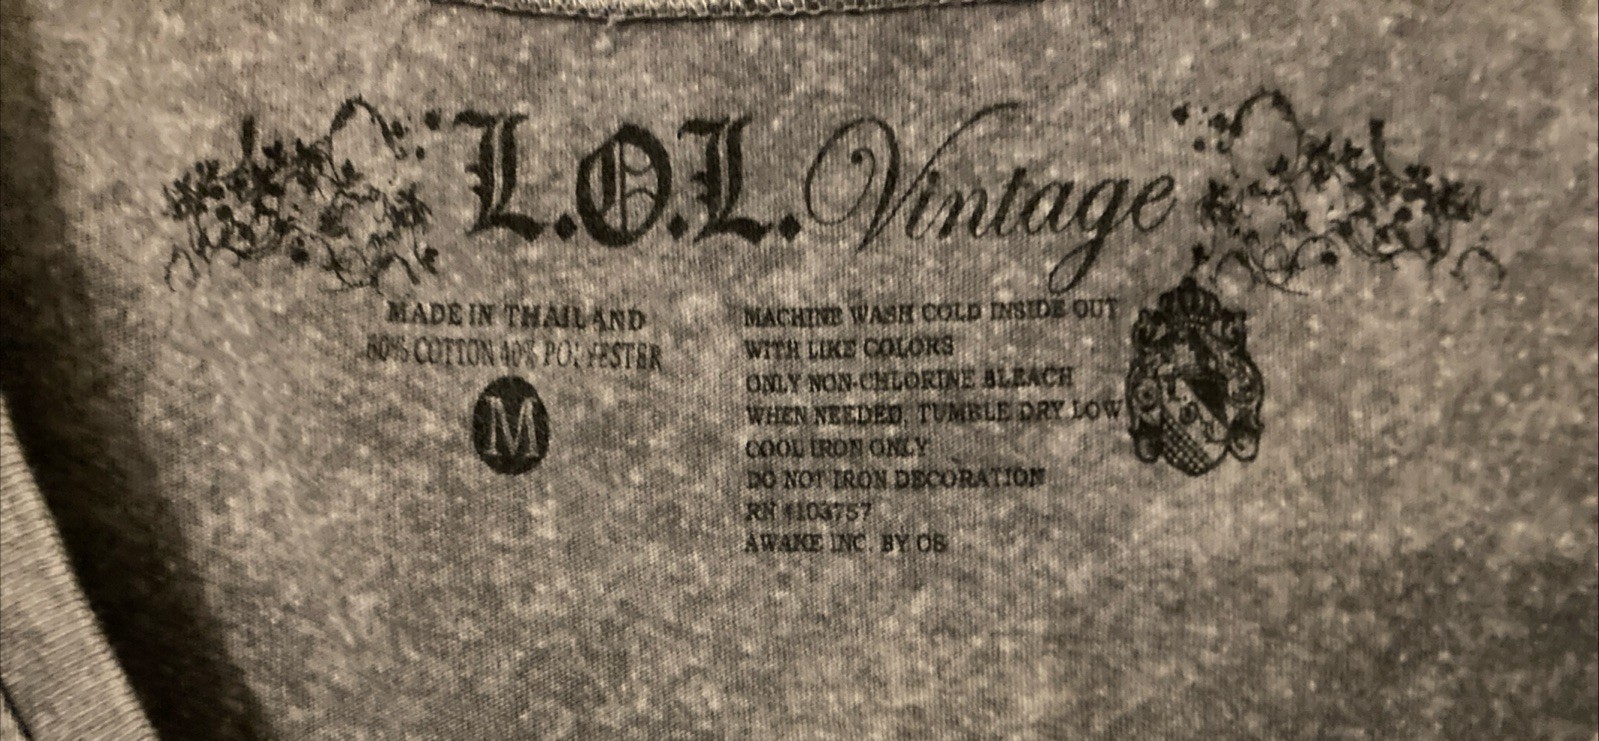 L.O.L. Vintage
MADE IN THAILAND
60% COTTON 40% POLYESTER
M
MACHINE WASH COLD INSIDE OUT
WITH LIKE COLORS
ONLY NON-CHLORINE BLEACH
WHEN NEEDED, TUMBLE DRY LOW
COOL IRON ONLY
DO NOT IRON DECORATION
RN #103757
AWAKE INC. BY OS